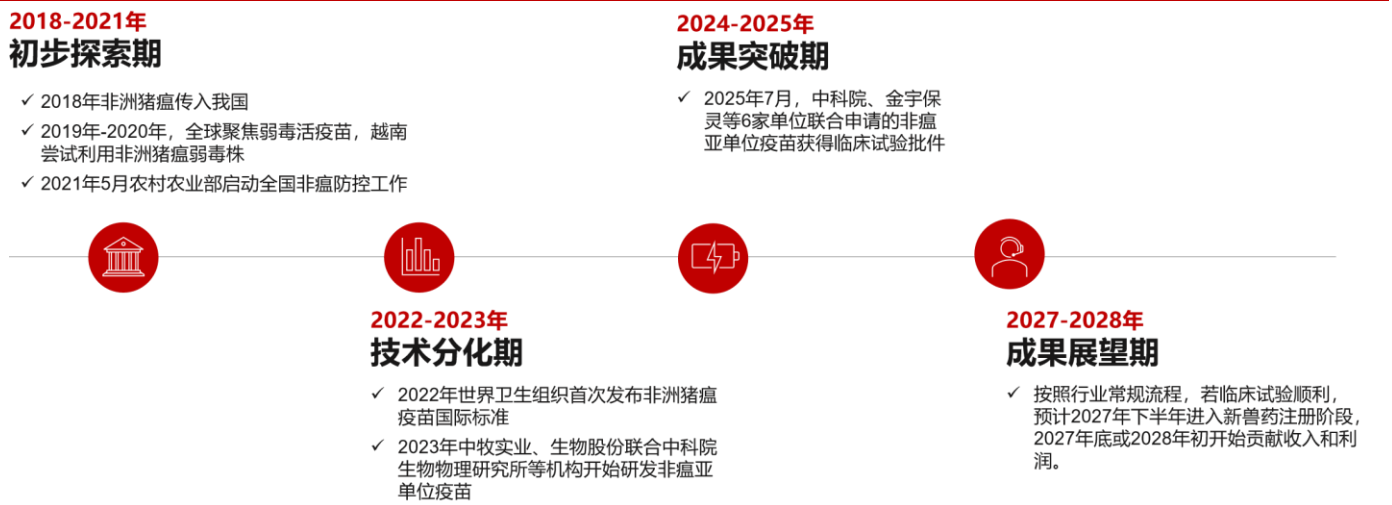 2018-2021年
初步探索期
✓ 2018年非洲猪瘟传入我国
✓ 2019年-2020年，全球聚焦弱毒活疫苗，越南
尝试利用非洲猪瘟弱毒株
✓ 2021年5月农村农业部启动全国非瘟防控工作
2022-2023年
技术分化期
✓ 2022年世界卫生组织首次发布非洲猪瘟
疫苗国际标准
✓ 2023年中牧实业、生物股份联合中科院
生物物理研究所等机构开始研发非瘟亚
单位疫苗
2024-2025年
成果突破期
✓ 2025年7月，中科院、金宇保
灵等6家单位联合申请的非瘟
亚单位疫苗获得临床试验批件
2027-2028年
成果展望期
✓ 按照行业常规流程，若临床试验顺利，
预计2027年下半年进入新兽药注册阶段，
2027年底或2028年初开始贡献收入和利
润。